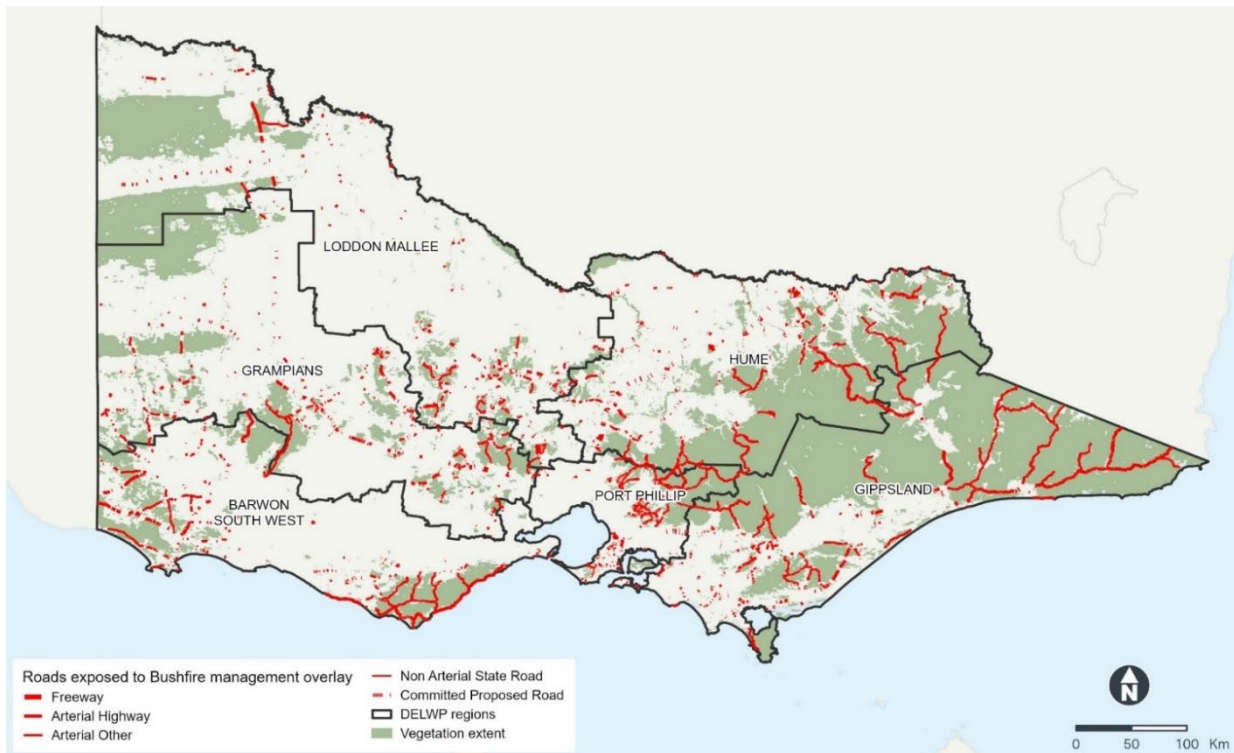 LODDON MALLEE
HUME
GRAMPIANS
PORT PHILLIP
GIPPSLAND
BARWON
SOUTH WEST
Roads exposed to Bushfire management overlay
Freeway
Arterial Highway
Arterial Other
Non Arterial State Road
Committed Proposed Road
DELWP regions
Vegetation extent
N
0 50 100 Km